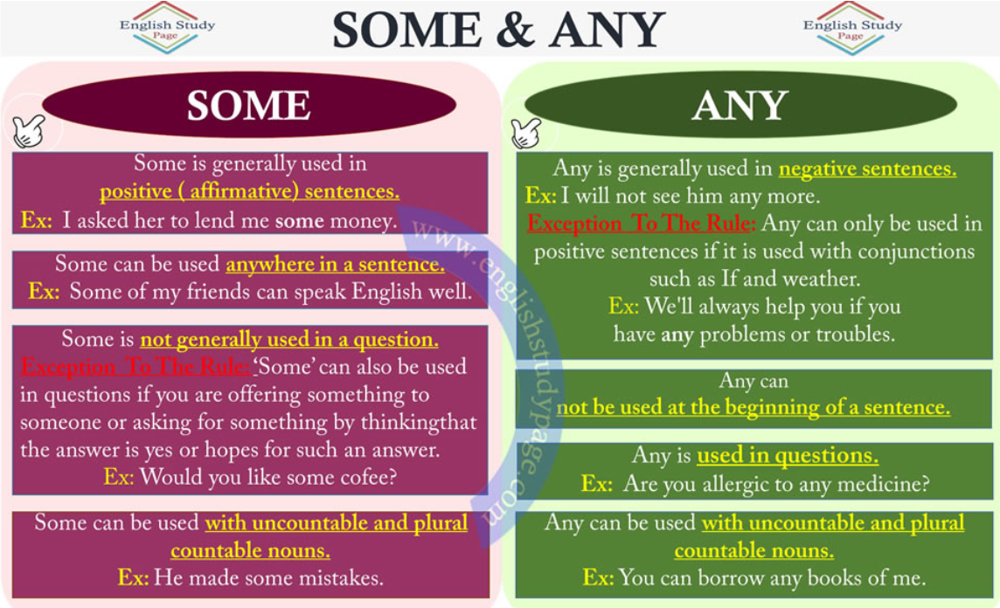 English Study
Page
SOME & ANY
English Study
Page
SOME
Some is generally used in
positive ( affirmative) sentences.
Ex: I asked her to lend me some money.
Some can be used anywhere in a sentence.
Ex: Some of my friends can speak English well.
Some is not generally used in a question.
Exception To The Rule: 'Some' can also be used
in questions if you are offering something to
someone or asking for something by thinkingthat
the answer is yes or hopes for such an answer.
Ex: Would you like some cofee?
Some can be used with uncountable and plural
countable nouns.
Ex: He made some mistakes.
ANY
Any is generally used in negative sentences.
Ex: I will not see him any more.
Exception To The Rule: Any can only be used in
positive sentences if it is used with conjunctions
such as If and weather.
Ex: We'll always help you if you
have any problems or troubles.
Any can
not be used at the beginning of a sentence.
Any is used in questions.
Ex: Are you allergic to any medicine?
Any can be used with uncountable and plural
countable nouns.
Ex: You can borrow any books of me.
www.englishstudypage.com